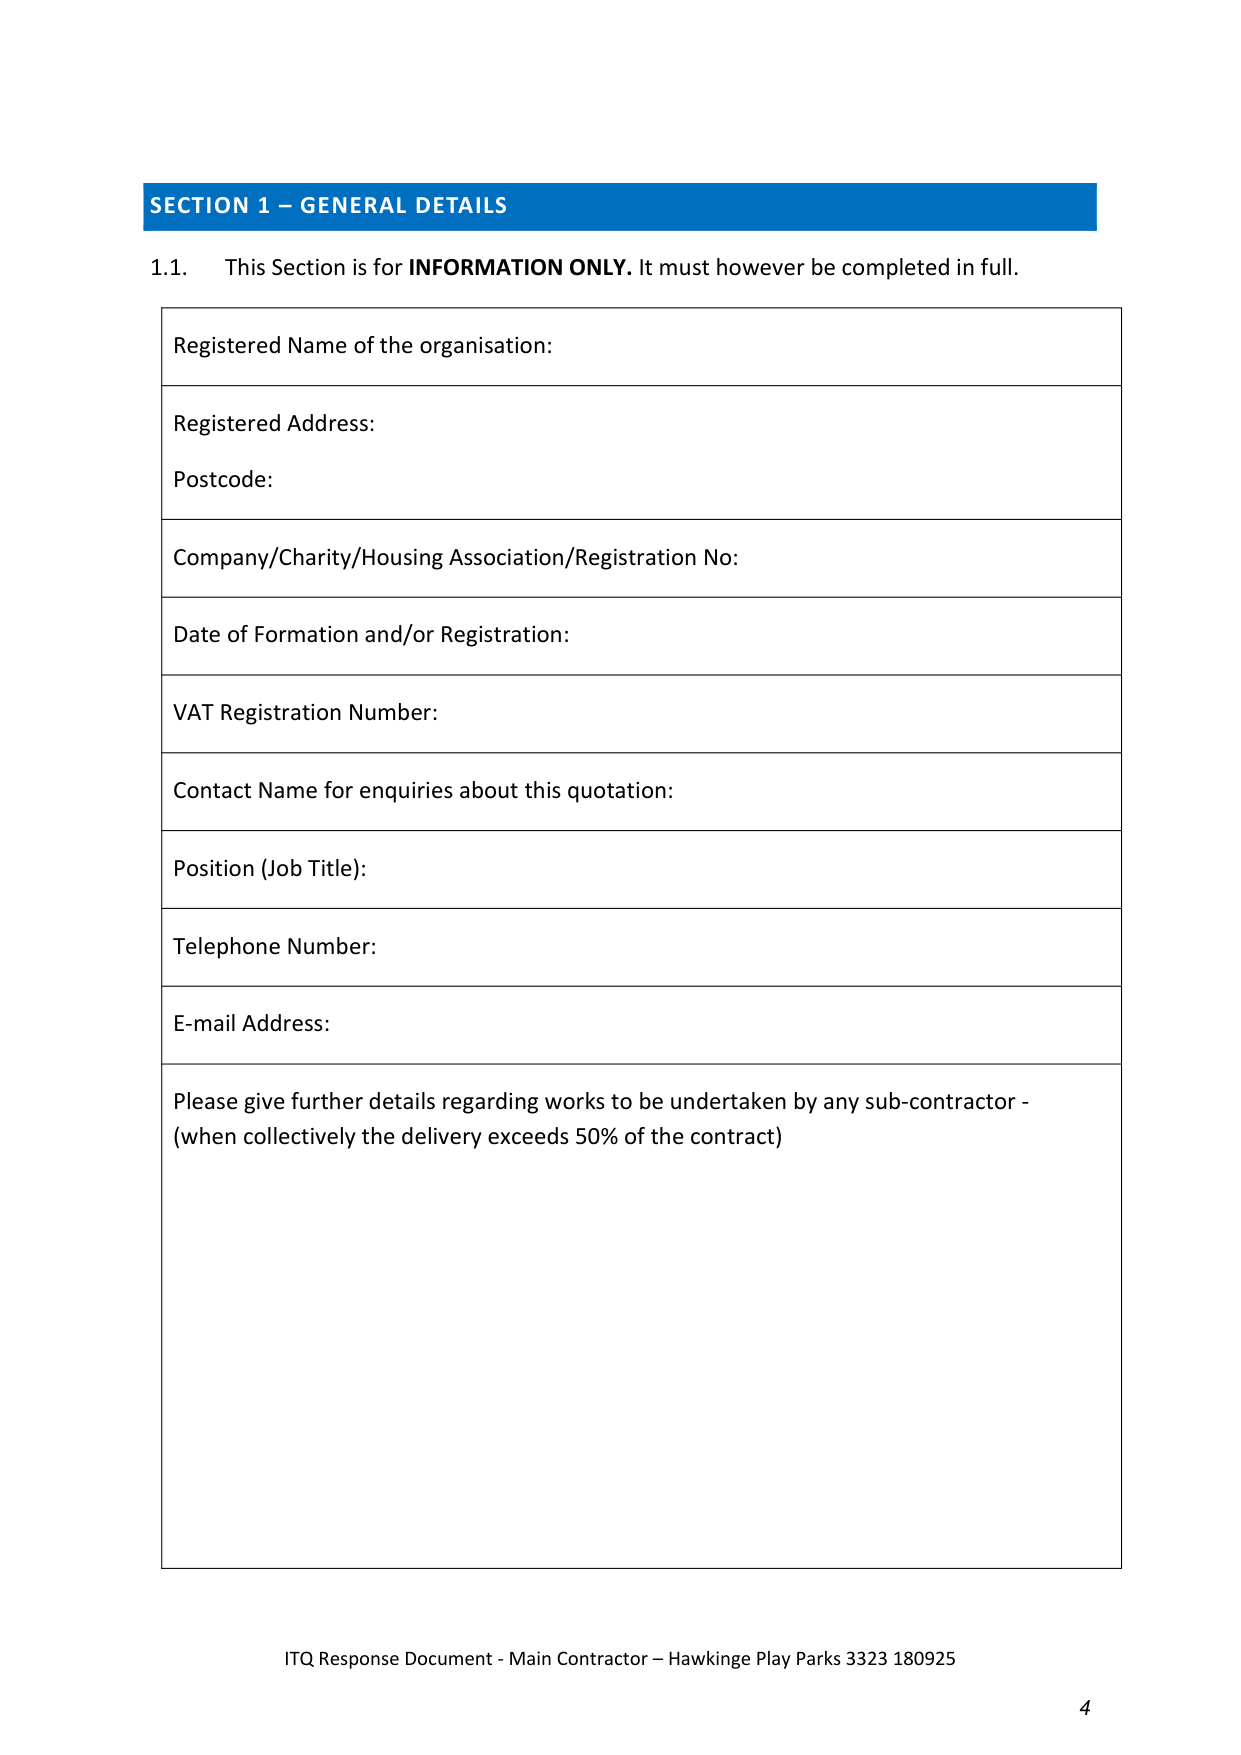 SECTION 1 – GENERAL DETAILS
1.1. This Section is for INFORMATION ONLY. It must however be completed in full.
Registered Name of the organisation:
Registered Address:
Postcode:
Company/Charity/Housing Association/Registration No:
Date of Formation and/or Registration:
VAT Registration Number:
Contact Name for enquiries about this quotation:
Position (Job Title):
Telephone Number:
E-mail Address:
Please give further details regarding works to be undertaken by any sub-contractor -
(when collectively the delivery exceeds 50% of the contract)
ITQ Response Document - Main Contractor – Hawkinge Play Parks 3323 180925
4